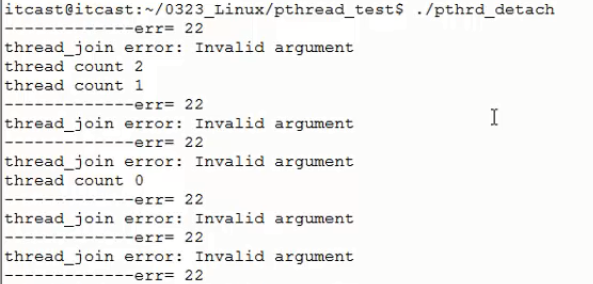 itcast@itcast:~/0323_Linux/pthread_test$ ./pthrd_detach
-------------err= 22
thread_join error: Invalid argument
thread count 2
thread count 1
-------------err= 22
thread_join error: Invalid argument
-------------err= 22
thread_join error: Invalid argument
thread count 0
-------------err= 22
thread_join error: Invalid argument
-------------err= 22
thread_join error: Invalid argument
-------------err= 22